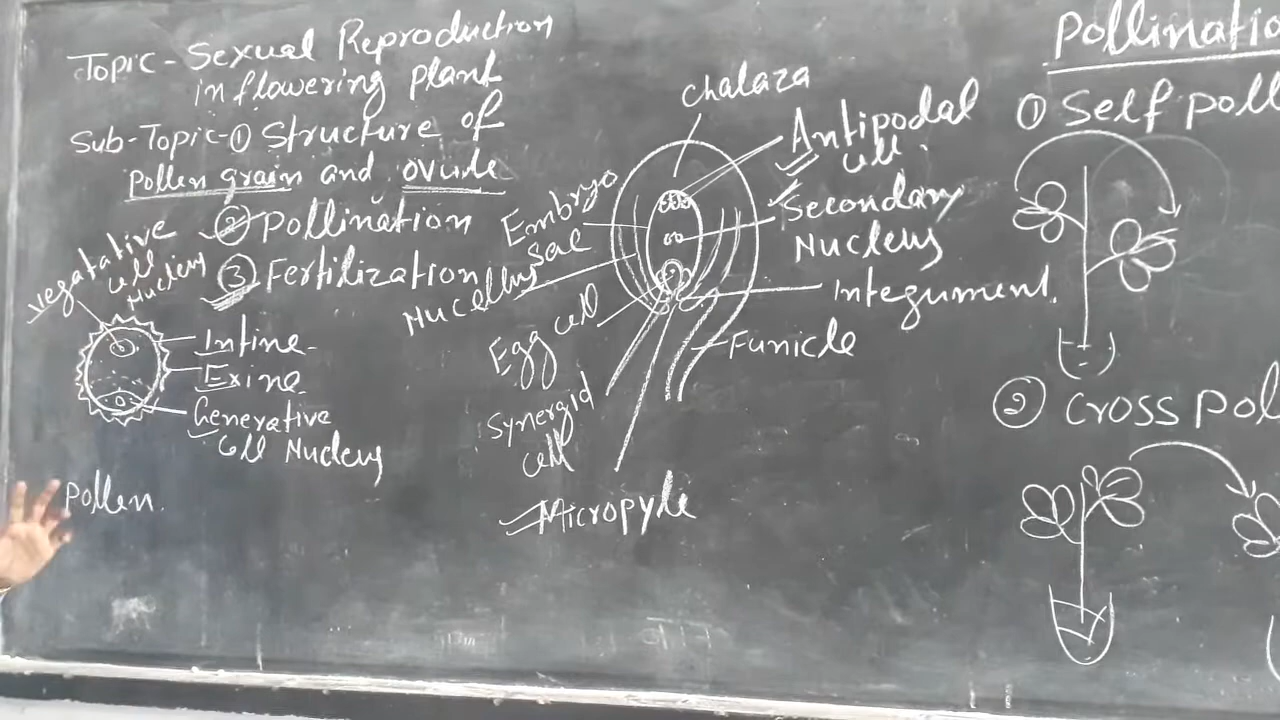 Topic - Sexual Reproduction
in flowering plant
Sub-Topic-① Structure of
Pollen grain and ovule
② Pollination
③ Fertilization
Vegatative
cell
Nucleus
Intine
Exine
Generative
Cell Nucleus
Pollen
Chalaza
Antipodal
cell
Secondary
Nucleus
Integument
Funicle
Embryo
Sac
Nucellus
Egg cell
Synergid
cell
Micropyle
Pollinatio
① Self poll
② Cross pol